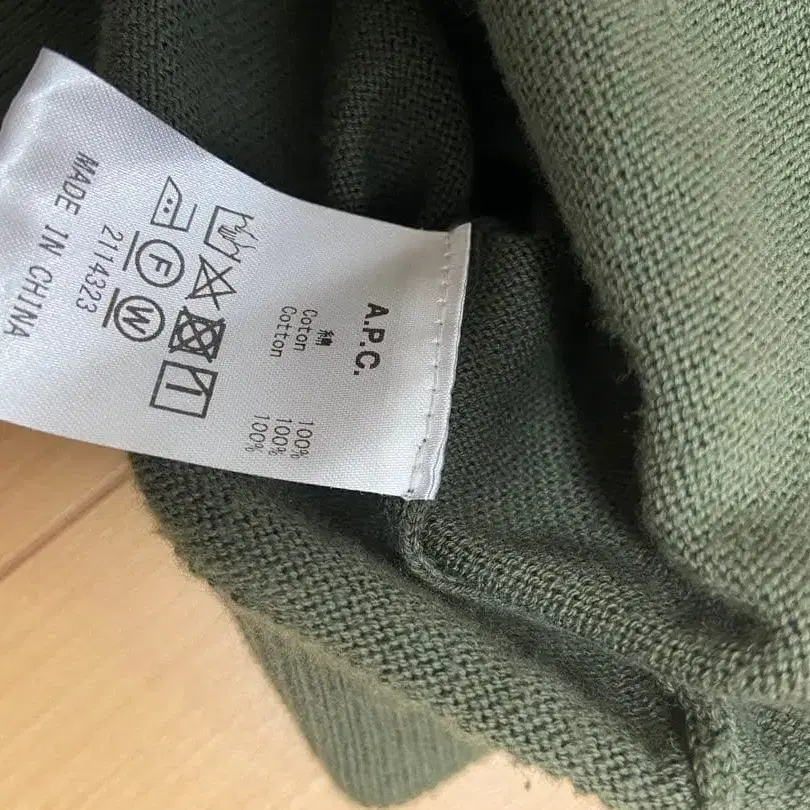 A.P.C.
綿 100%
Coton 100%
Cotton 100%
F
W
2114323
MADE IN CHINA